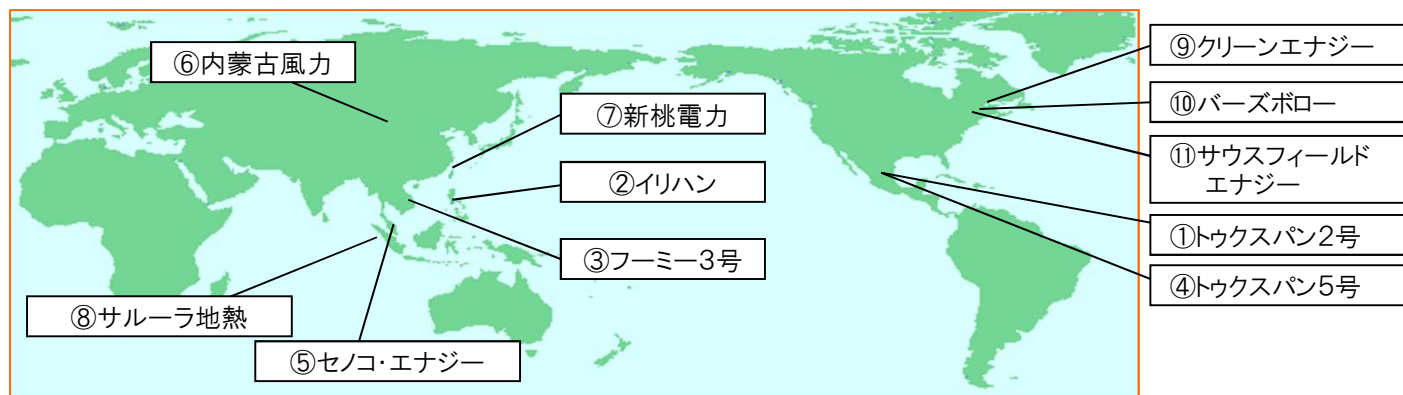 ⑥内蒙古風力
⑦新桃電力
②イリハン
③フーミー3号
⑧サルーラ地熱
⑤セノコ・エナジー
⑨クリーンエナジー
⑩バーズボロー
⑪サウスフィールド
エナジー
①トゥクスパン2号
④トゥクスパン5号